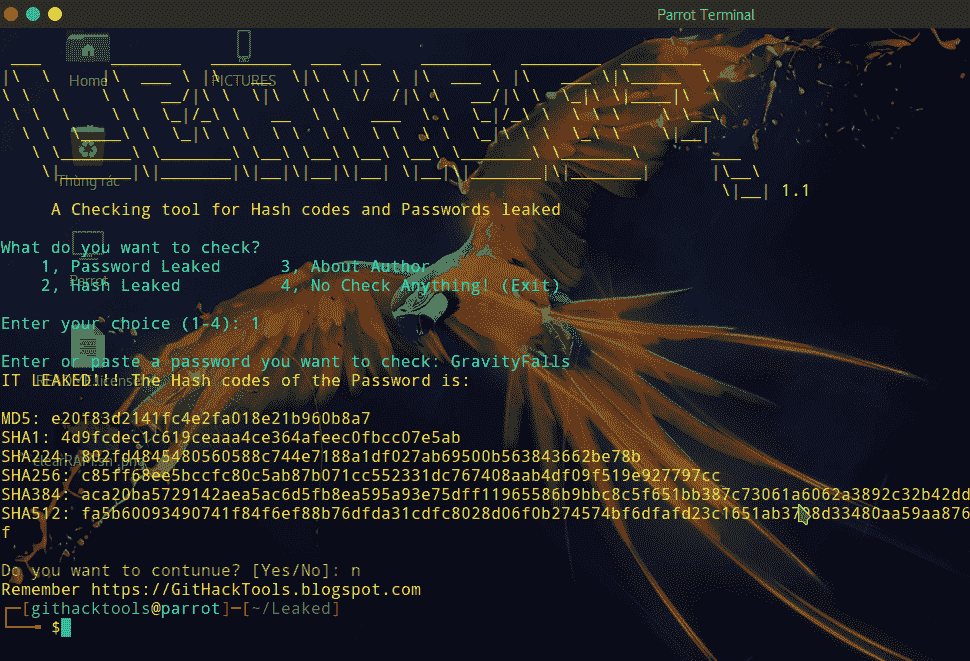 Parrot Terminal
Home
PICTURES
LEAKED?
Thùng rác
1.1
A Checking tool for Hash codes and Passwords leaked
What do you want to check?
1, Password Leaked 3, About Author
2, Hash Leaked 4, No Check Anything! (Exit)
Parrot
Enter your choice (1-4): 1
Enter or paste a password you want to check: GravityFalls
IT LEAKED!!! The Hash codes of the Password is:
MD5: e20f83d2141fc4e2fa018e21b960b8a7
SHA1: 4d9fcdec1c619ceaaa4ce364afeec0fbcc07e5ab
SHA224: 802fd4845480560588c744e7188a1df027ab69500b563843662be78b
SHA256: c85ff68ee5bccfc80c5ab87b071cc552331dc767408aab4df09f519e927797cc
SHA384: aca20ba5729142aea5ac6d5fb8ea595a93e75dff11965586b9bbc8c5f651bb387c73061a6062a3892c32b42dd
SHA512: fa5b60093490741f84f6ef88b76dfda31cdfc8028d06f0b274574bf6dfafd23c1651ab3798d33480aa59aa876
f
Do you want to contunue? [Yes/No]: n
Remember https://GitHackTools.blogspot.com
[githacktools@parrot]─[~/Leaked]
$